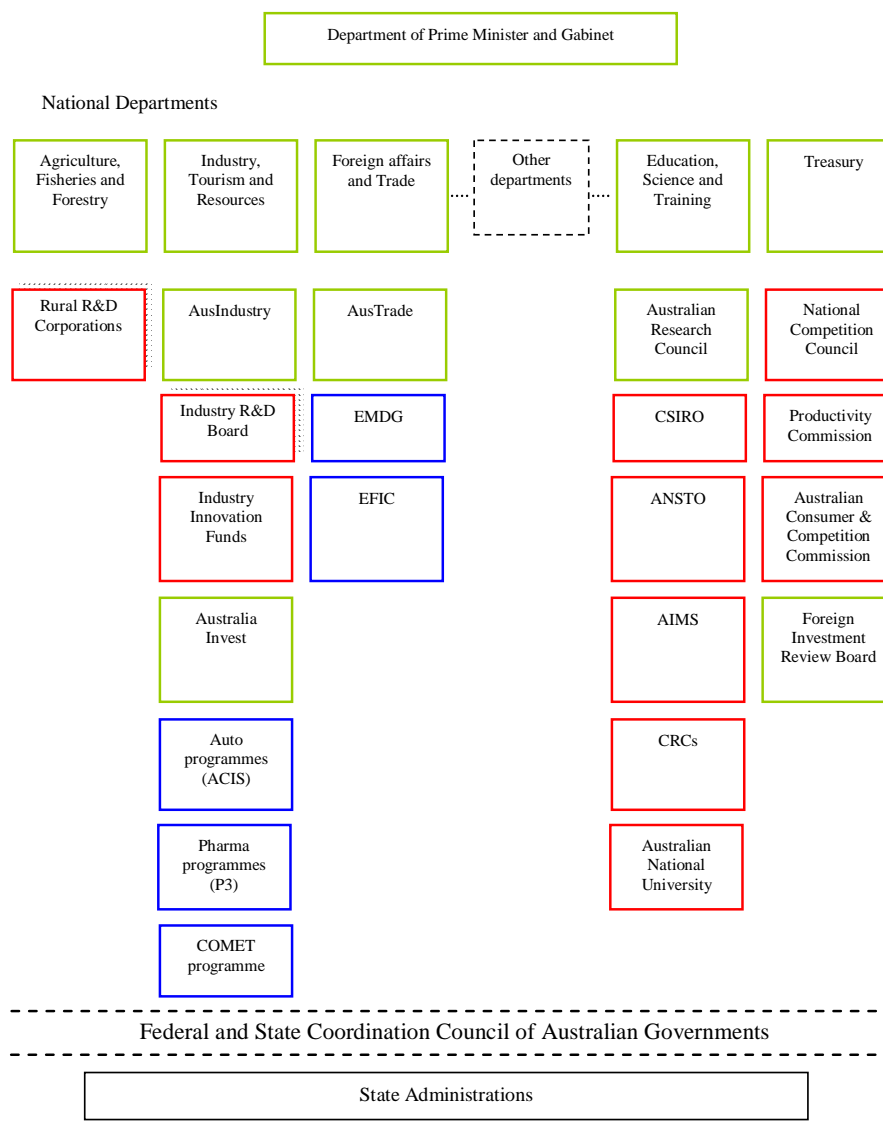 Department of Prime Minister and Gabinet
National Departments
Agriculture,
Fisheries and
Forestry
Industry,
Tourism and
Resources
Foreign affairs
and Trade
Other
departments
Education,
Science and
Training
Treasury
Rural R&D
Corporations
AusIndustry
AusTrade
Australian
Research
Council
National
Competition
Council
Industry R&D
Board
EMDG
CSIRO
Productivity
Commission
Industry
Innovation
Funds
EFIC
ANSTO
Australian
Consumer &
Competition
Commission
Australia
Invest
AIMS
Foreign
Investment
Review Board
Auto
programmes
(ACIS)
CRCs
Pharma
programmes
(P3)
Australian
National
University
COMET
programme
Federal and State Coordination Council of Australian Governments
State Administrations